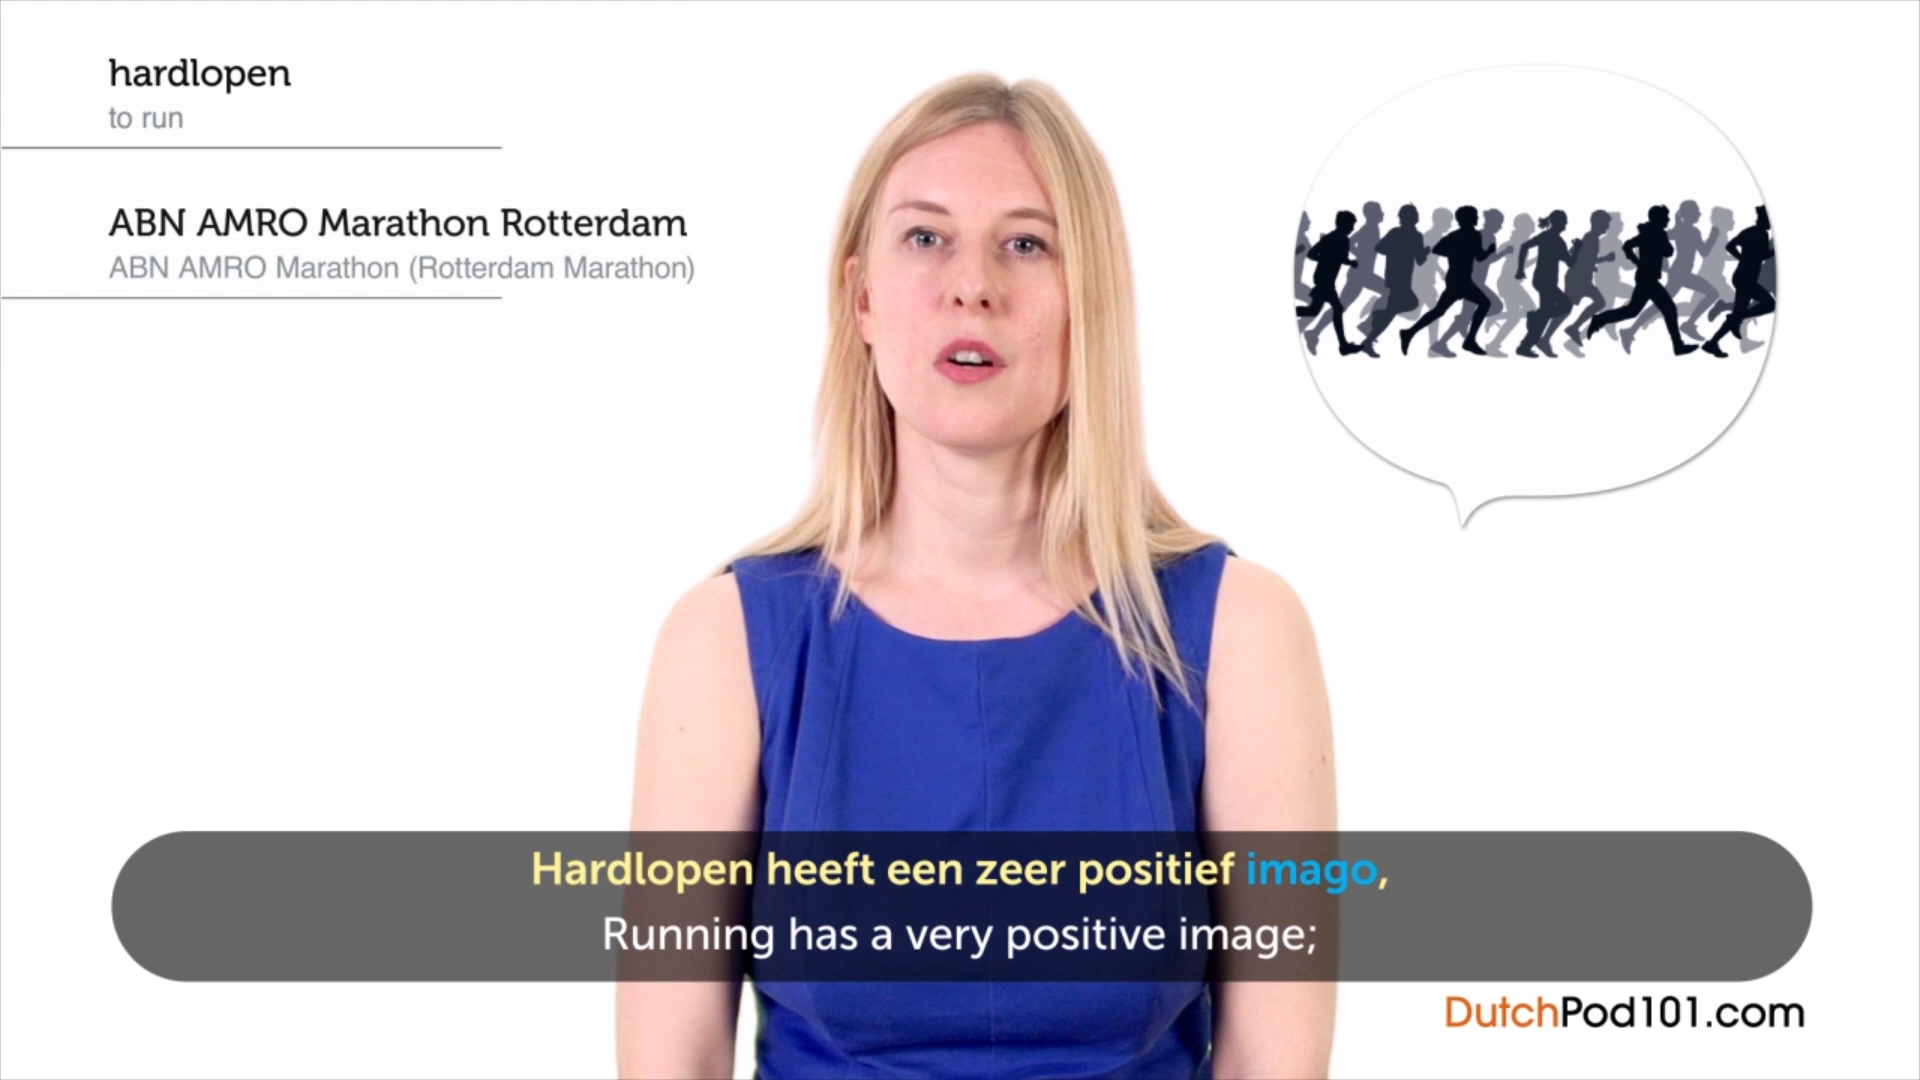 hardlopen
to run
ABN AMRO Marathon Rotterdam
ABN AMRO Marathon (Rotterdam Marathon)
Hardlopen heeft een zeer positief imago,
Running has a very positive image;
DutchPod101.com